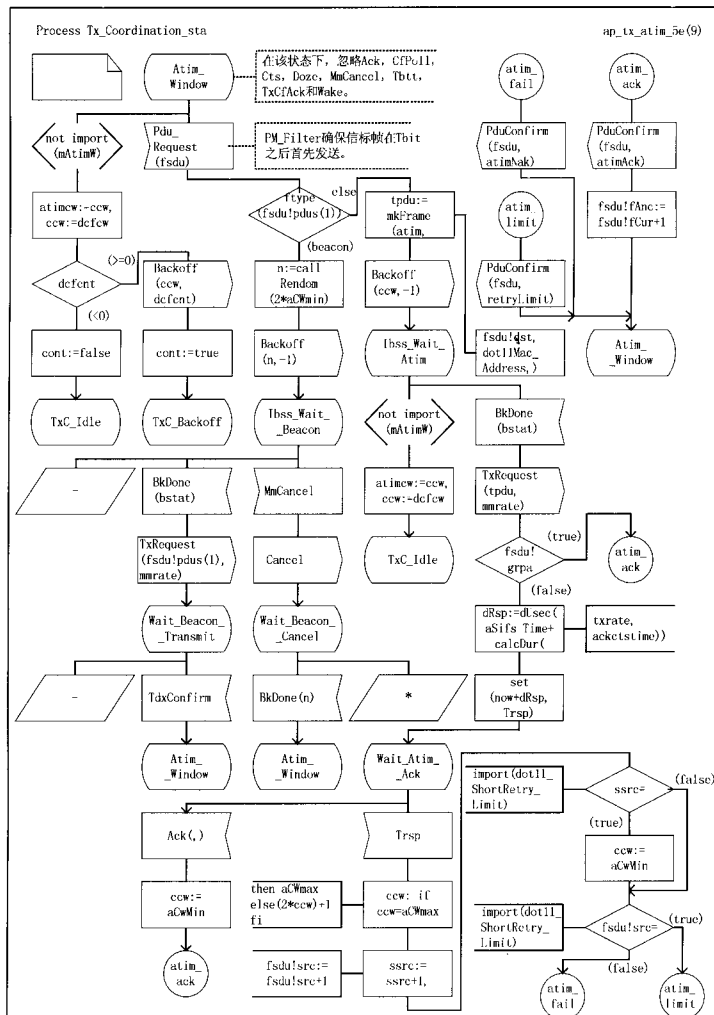 Process Tx_Coordination_sta
ap_tx_atim_5e(9)
Atim_
_Window
在该状态下，忽略Ack，CfPoll，
Cts，Doze，MmCancel，Tbtt，
TxCfAck和Wake。
not import
(mAtimW)
Pdu_
Request
(fsdu)
PM_Filter确保信标帧在Tbit
之后首先发送。
atimcw:=ccw,
ccw:=dcfcw
ftype
(fsdu!pdus(1))
else
(beacon)
tpdu:=
mkFrame
(atim,
fsdu!dst,
dot11Mac_
Address,)
dcfcnt
(>=0)
(<0)
Backoff
(ccw,
dcfcnt)
n:=call
Rendom
(2*aCWmin)
Backoff
(ccw,-1)
cont:=false
cont:=true
Backoff
(n,-1)
Ibss_Wait_
Atim
TxC_Idle
TxC_Backoff
Ibss_Wait_
_Beacon
atim_
fail
atim_
ack
PduConfirm
(fsdu,
atimNak)
PduConfirm
(fsdu,
atimAck)
atim_
limit
fsdu!fAnc:=
fsdu!fCur+1
PduConfirm
(fsdu,
retryLimit)
Atim_
_Window
not import
(mAtimW)
BkDone
(bstat)
-
BkDone
(bstat)
MmCancel
atimcw:=ccw,
ccw:=dcfcw
TxRequest
(tpdu,
mmrate)
TxRequest
(fsdu!pdus(1),
mmrate)
Cancel
TxC_Idle
fsdu!
grpa
(true)
(false)
atim_
ack
Wait_Beacon_
_Transmit
Wait_Beacon_
_Cancel
dRsp:=dUsec(
aSifs Time+
calcDur(
txrate,
ackctstime))
-
TdxConfirm
BkDone(n)
*
set
(now+dRsp,
Trsp)
Atim_
_Window
Atim_
_Window
Wait_Atim_
_Ack
Ack(,)
Trsp
ccw:=
aCwMin
then aCWmax
else(2*ccw)+1
fi
ccw: if
ccw=aCWmax
atim_
ack
fsdu!src:=
fsdu!src+1
ssrc:=
ssrc+1,
import(dot11_
ShortRetry_
Limit)
ssrc=
(false)
(true)
ccw:=
aCwMin
import(dot11_
ShortRetry_
Limit)
fsdu!src=
(true)
(false)
atim_
fail
atim_
limit